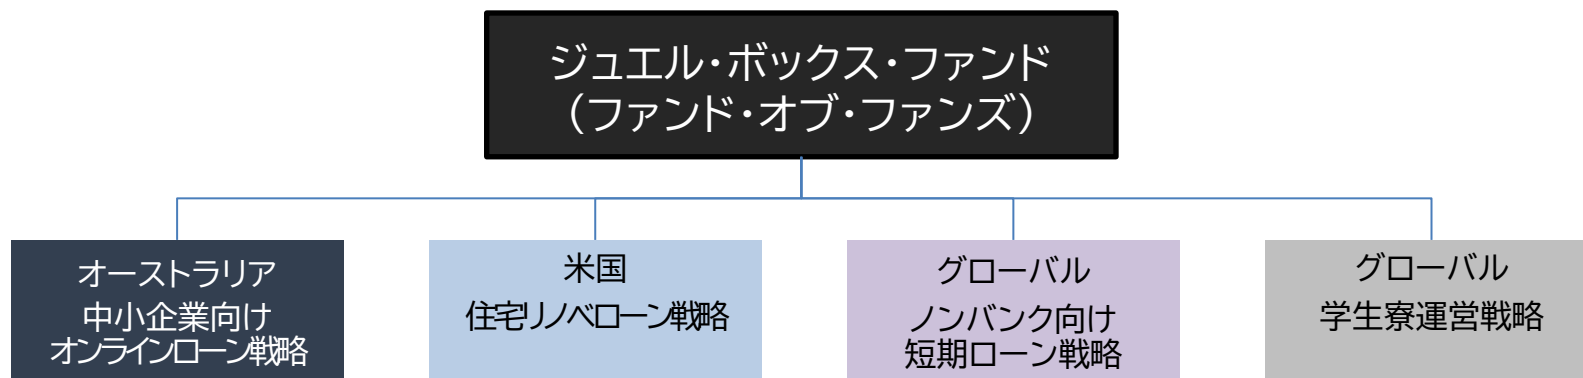 ジュエル・ボックス・ファンド
（ファンド・オブ・ファンズ）
オーストラリア
中小企業向け
オンラインローン戦略
米国
住宅リノベローン戦略
グローバル
ノンバンク向け
短期ローン戦略
グローバル
学生寮運営戦略